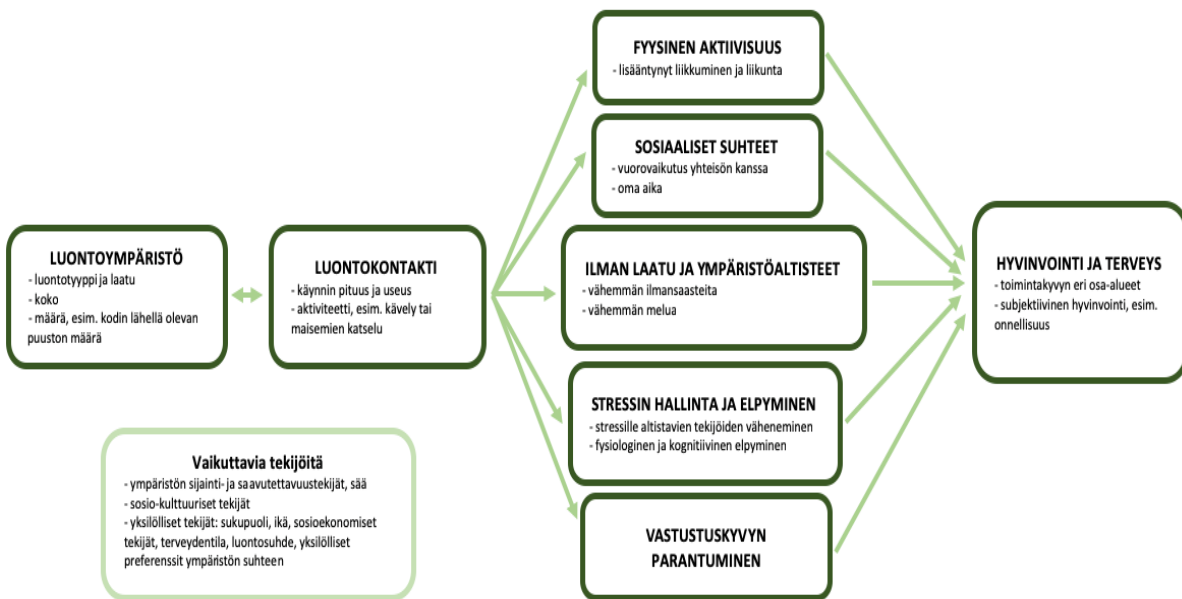 FYYSINEN AKTIIVISUUS
- lisääntynyt liikkuminen ja liikunta
SOSIAALISET SUHTEET
- vuorovaikutus yhteisön kanssa
- oma aika
LUONTOYMPÄRISTÖ
- luontotyyppi ja laatu
- koko
- määrä, esim. kodin lähellä olevan
puuston määrä
LUONTOKONTAKTI
- käynnin pituus ja useus
- aktiviteetti, esim. kävely tai
maisemien katselu
ILMAN LAATU JA YMPÄRISTÖALTISTEET
- vähemmän ilmansaasteita
- vähemmän melua
HYVINVOINTI JA TERVEYS
- toimintakyvyn eri osa-alueet
- subjektiivinen hyvinvointi, esim.
onnellisuus
STRESSIN HALLINTA JA ELPYMINEN
- stressille altistavien tekijöiden väheneminen
- fysiologinen ja kognitiivinen elpyminen
Vaikuttavia tekijöitä
- ympäristön sijainti- ja saavutettavuustekijät, sää
- sosio-kulttuuriset tekijät
- yksilölliset tekijät: sukupuoli, ikä, sosioekonomiset
tekijät, terveydentila, luontosuhde, yksilölliset
preferenssit ympäristön suhteen
VASTUSTUSKYVYN
PARANTUMINEN